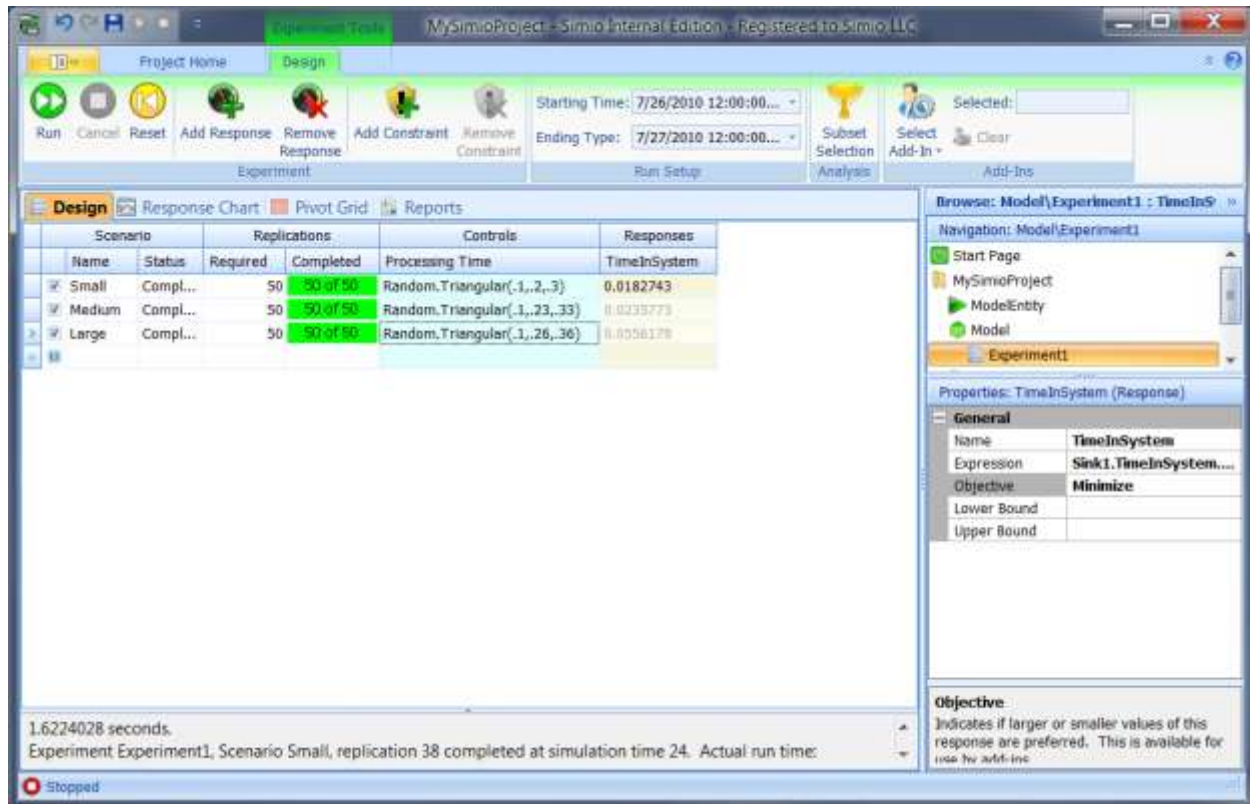 Experiment Tools MySimioProject - Simio Internal Edition - Registered to Simio LLC
Project Home Design
Run Cancel Reset Add Response Remove Response Add Constraint Remove Constraint
Starting Time: 7/26/2010 12:00:00...
Ending Type: 7/27/2010 12:00:00...
Subset Selection
Select Add-In
Selected:
Clear
Experiment Run Setup Analysis Add-Ins
Design Response Chart Pivot Grid Reports
Scenario Replications Controls Responses
Name Status Required Completed Processing Time TimeInSystem
Small Compl... 50 50 of 50 Random.Triangular(.1,.2,.3) 0.0182743
Medium Compl... 50 50 of 50 Random.Triangular(.1,.23,.33)
Large Compl... 50 50 of 50 Random.Triangular(.1,.26,.36)
1.6224028 seconds.
Experiment Experiment1, Scenario Small, replication 38 completed at simulation time 24. Actual run time:
Stopped
Browse: Model\Experiment1 : TimeInS
Navigation: Model\Experiment1
Start Page
MySimioProject
ModelEntity
Model
Experiment1
Properties: TimeInSystem (Response)
General
Name TimeInSystem
Expression Sink1.TimeInSystem....
Objective Minimize
Lower Bound
Upper Bound
Objective
Indicates if larger or smaller values of this
response are preferred. This is available for
use by add-ins